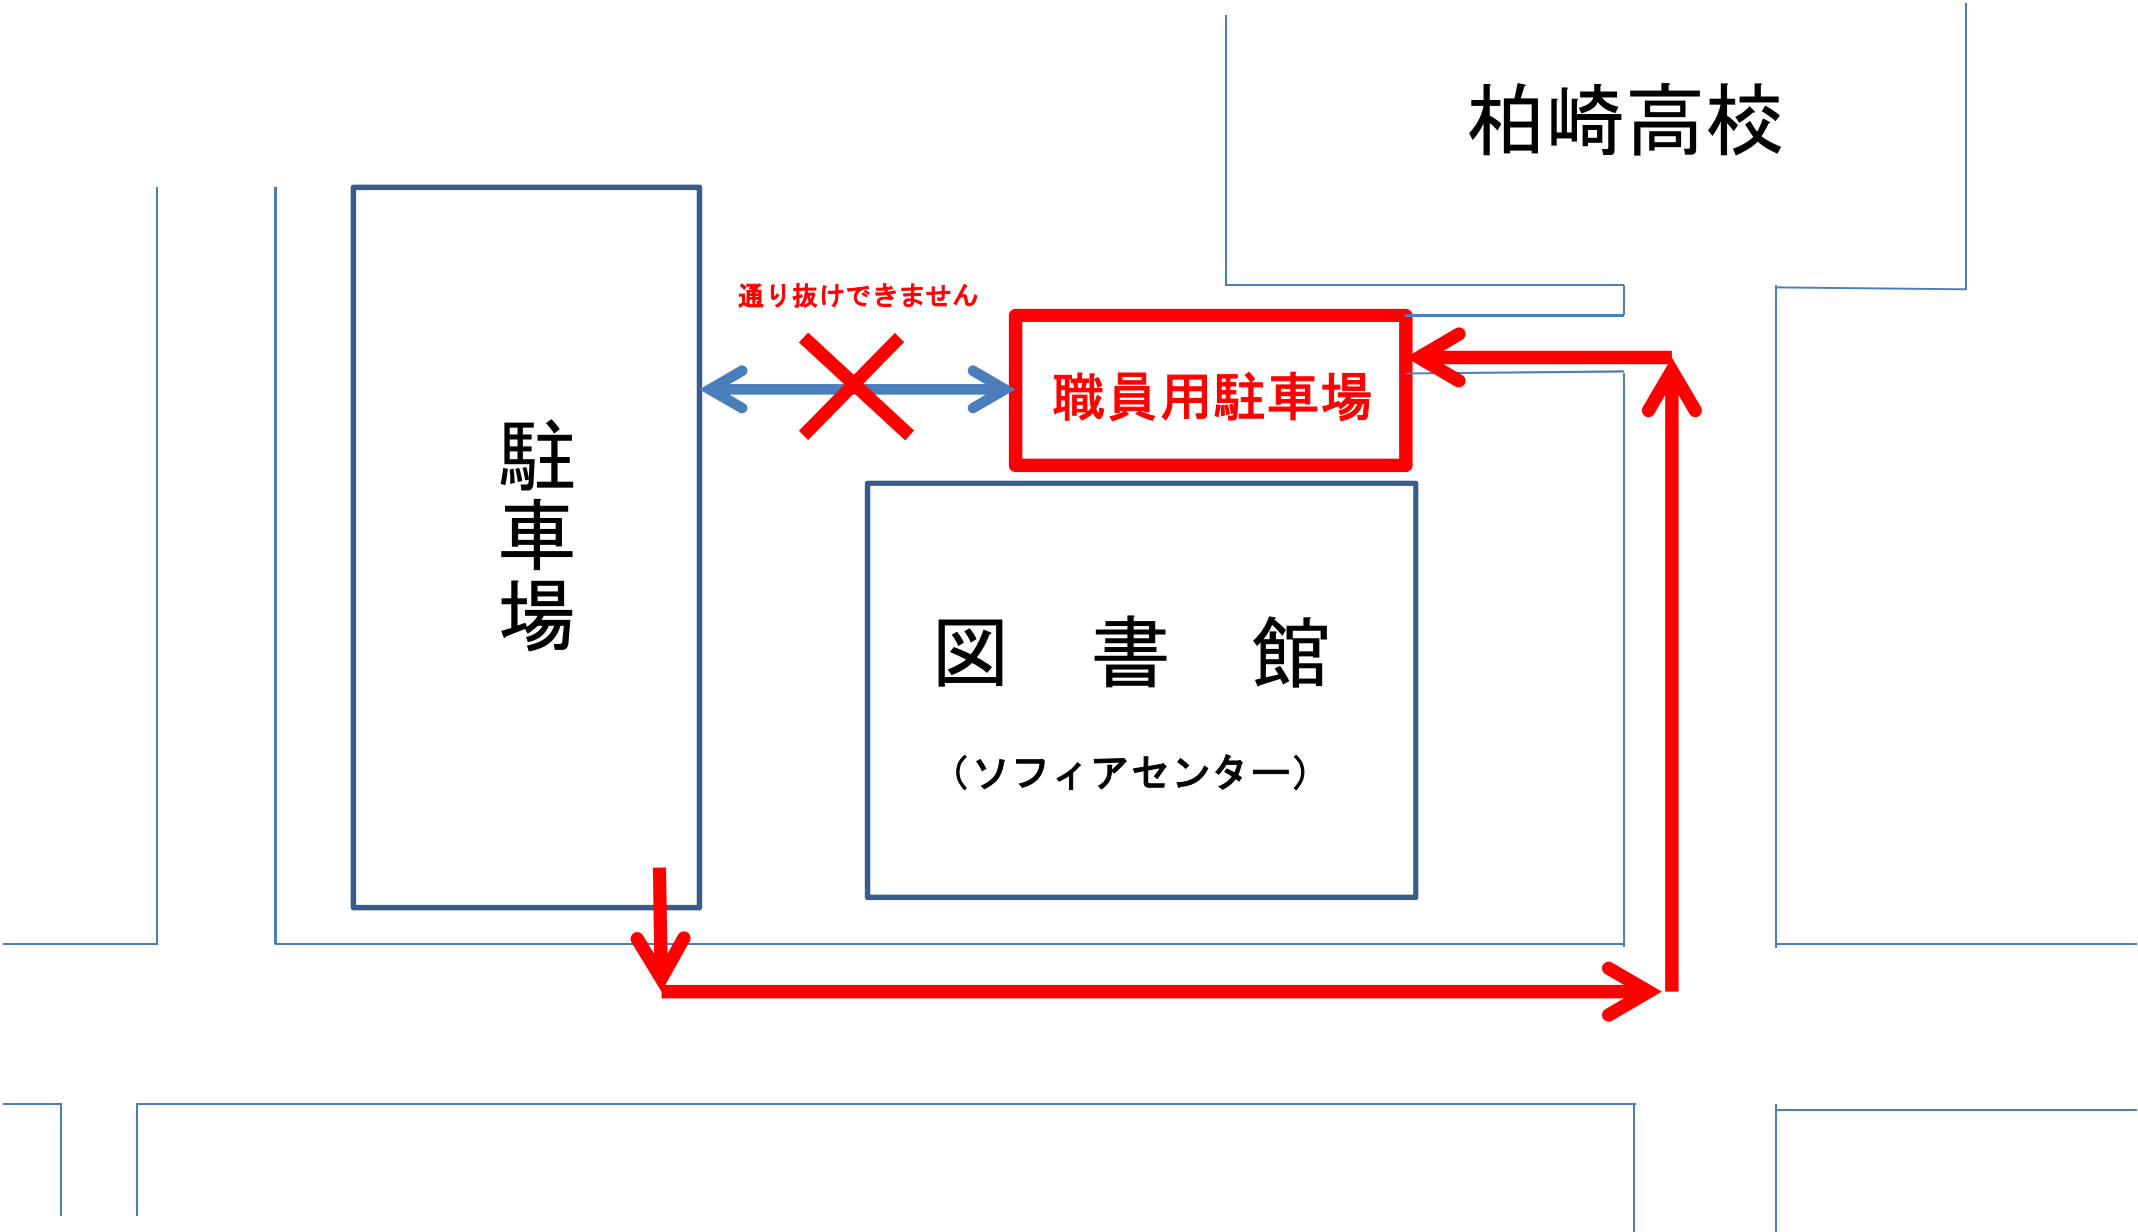 柏崎高校
通り抜けできません
職員用駐車場
駐車場
図　書　館
（ソフィアセンター）